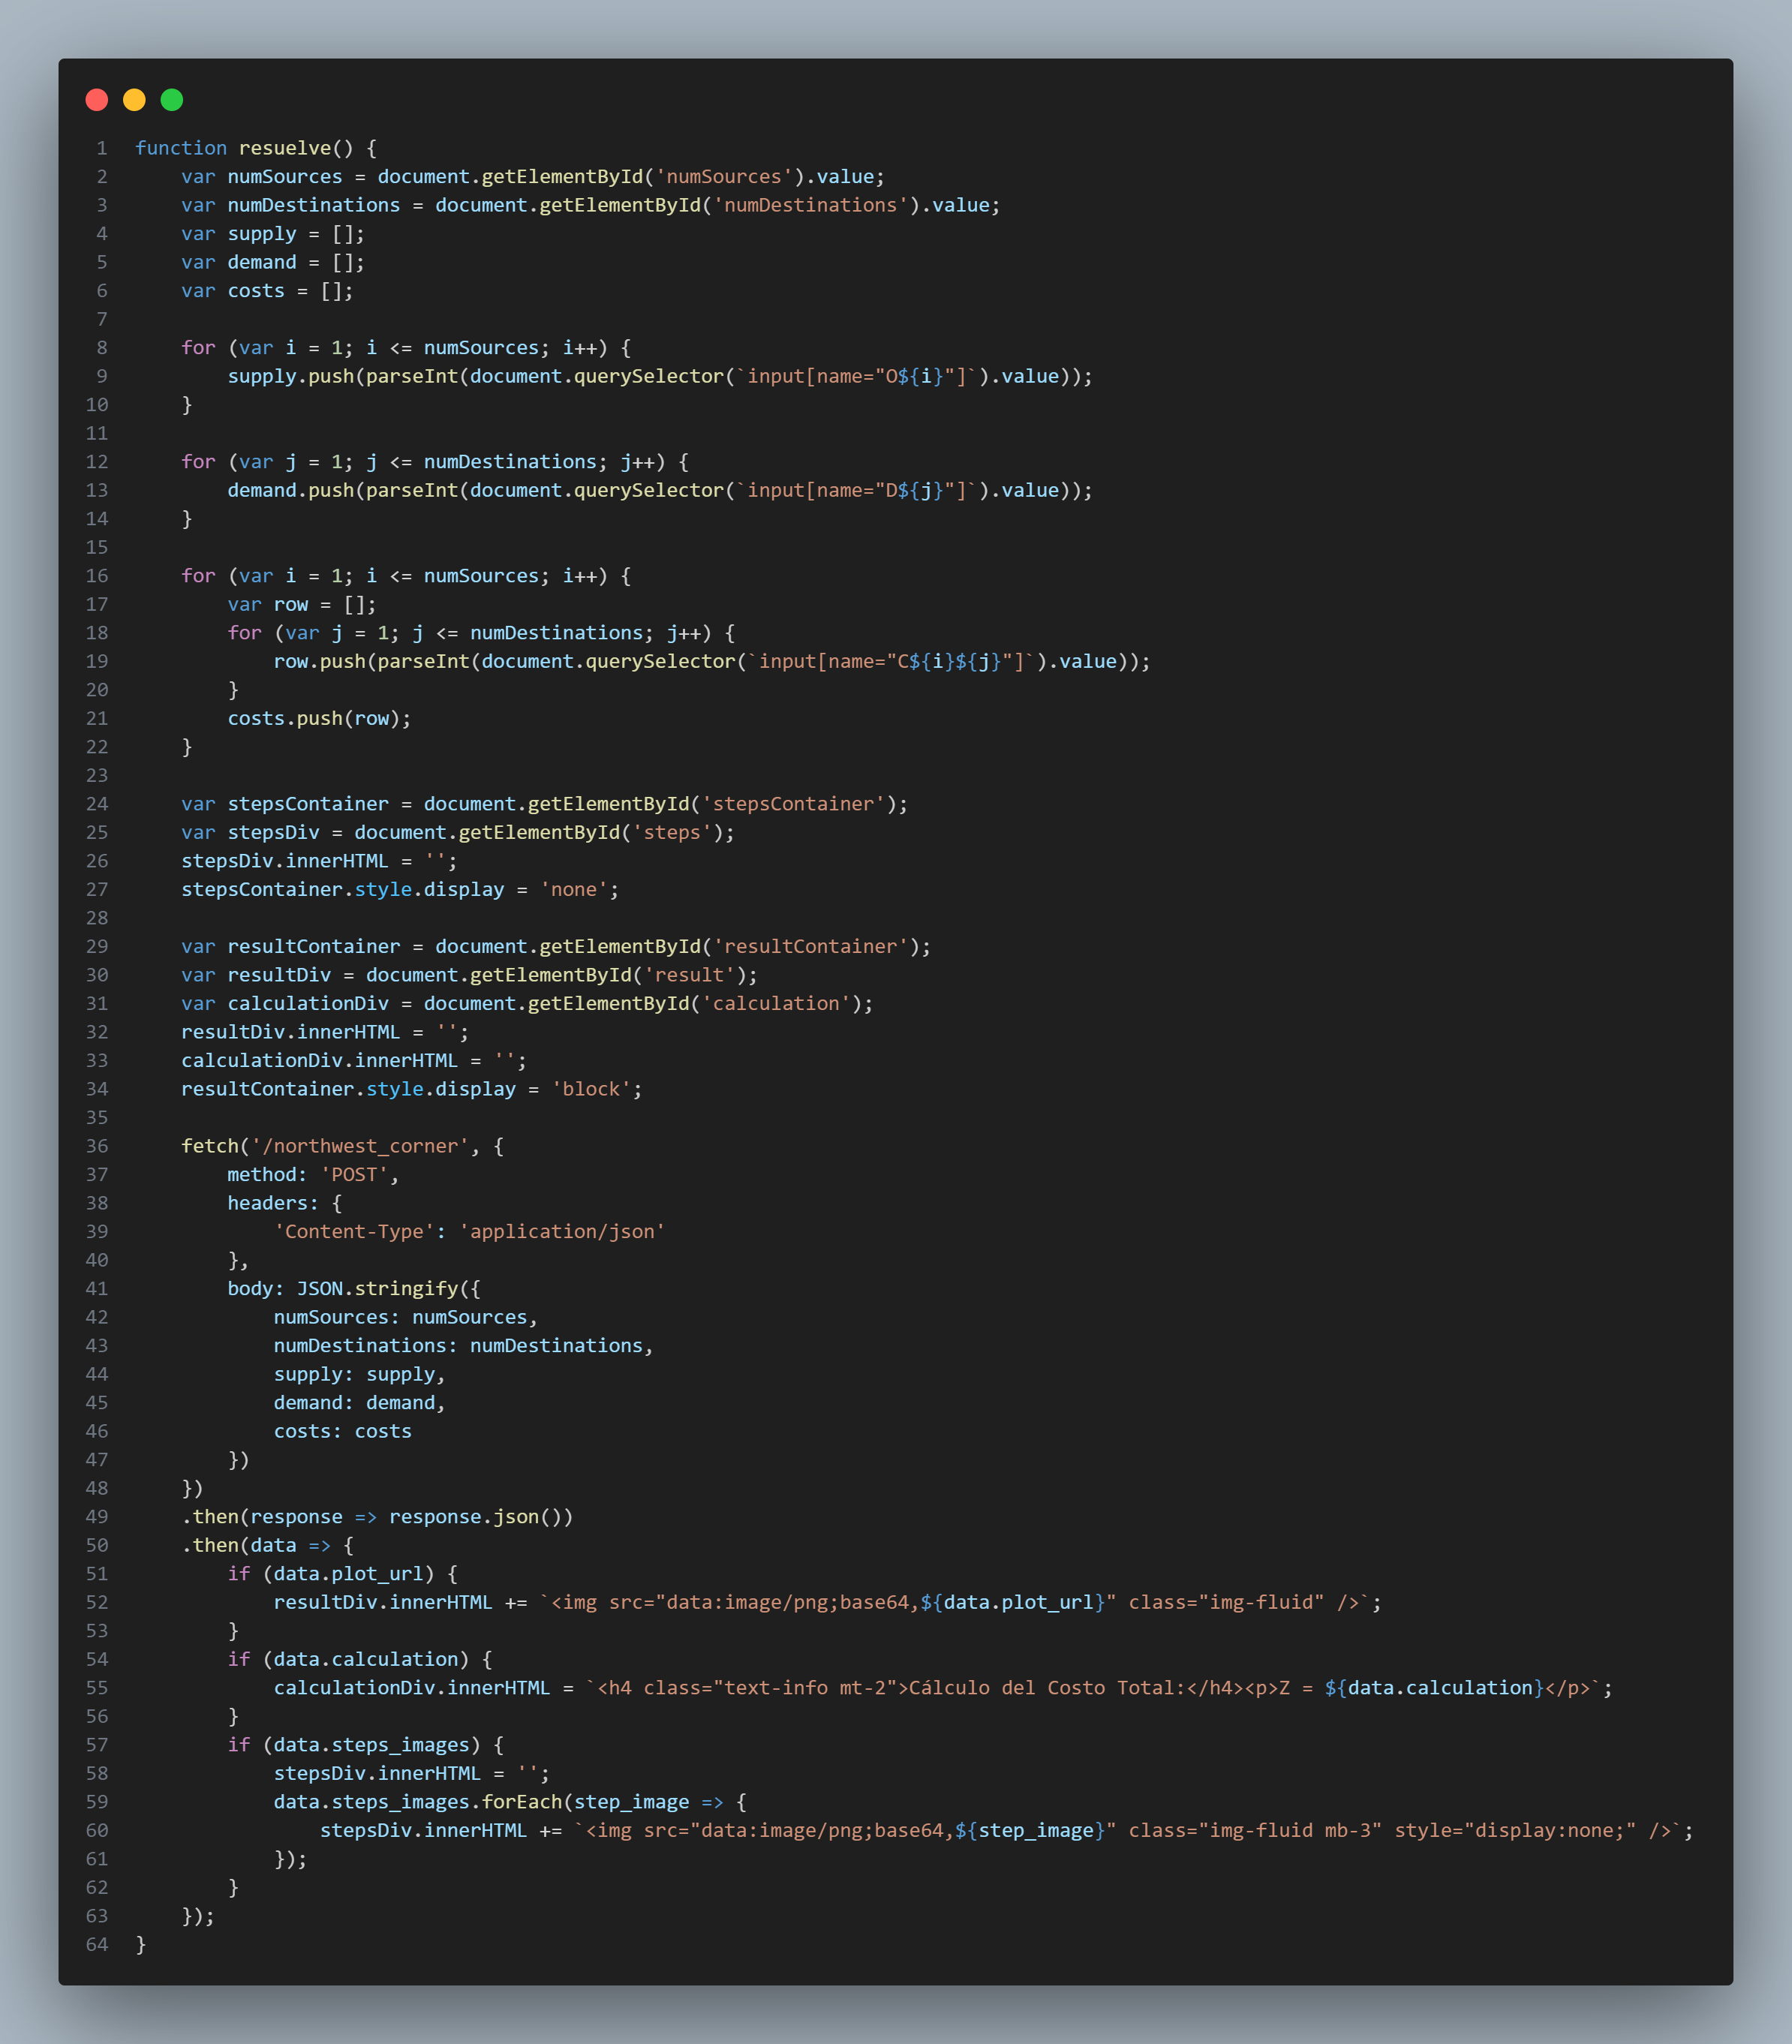 1 function resuelve() {
2     var numSources = document.getElementById('numSources').value;
3     var numDestinations = document.getElementById('numDestinations').value;
4     var supply = [];
5     var demand = [];
6     var costs = [];
7
8     for (var i = 1; i <= numSources; i++) {
9         supply.push(parseInt(document.querySelector(`input[name="O${i}"]`).value));
10     }
11
12     for (var j = 1; j <= numDestinations; j++) {
13         demand.push(parseInt(document.querySelector(`input[name="D${j}"]`).value));
14     }
15
16     for (var i = 1; i <= numSources; i++) {
17         var row = [];
18         for (var j = 1; j <= numDestinations; j++) {
19             row.push(parseInt(document.querySelector(`input[name="C${i}${j}"]`).value));
20         }
21         costs.push(row);
22     }
23
24     var stepsContainer = document.getElementById('stepsContainer');
25     var stepsDiv = document.getElementById('steps');
26     stepsDiv.innerHTML = '';
27     stepsContainer.style.display = 'none';
28
29     var resultContainer = document.getElementById('resultContainer');
30     var resultDiv = document.getElementById('result');
31     var calculationDiv = document.getElementById('calculation');
32     resultDiv.innerHTML = '';
33     calculationDiv.innerHTML = '';
34     resultContainer.style.display = 'block';
35
36     fetch('/northwest_corner', {
37         method: 'POST',
38         headers: {
39             'Content-Type': 'application/json'
40         },
41         body: JSON.stringify({
42             numSources: numSources,
43             numDestinations: numDestinations,
44             supply: supply,
45             demand: demand,
46             costs: costs
47         })
48     })
49     .then(response => response.json())
50     .then(data => {
51         if (data.plot_url) {
52             resultDiv.innerHTML += `<img src="data:image/png;base64,${data.plot_url}" class="img-fluid" />`;
53         }
54         if (data.calculation) {
55             calculationDiv.innerHTML = `<h4 class="text-info mt-2">Cálculo del Costo Total:</h4><p>Z = ${data.calculation}</p>`;
56         }
57         if (data.steps_images) {
58             stepsDiv.innerHTML = '';
59             data.steps_images.forEach(step_image => {
60                 stepsDiv.innerHTML += `<img src="data:image/png;base64,${step_image}" class="img-fluid mb-3" style="display:none;" />`;
61             });
62         }
63     });
64 }